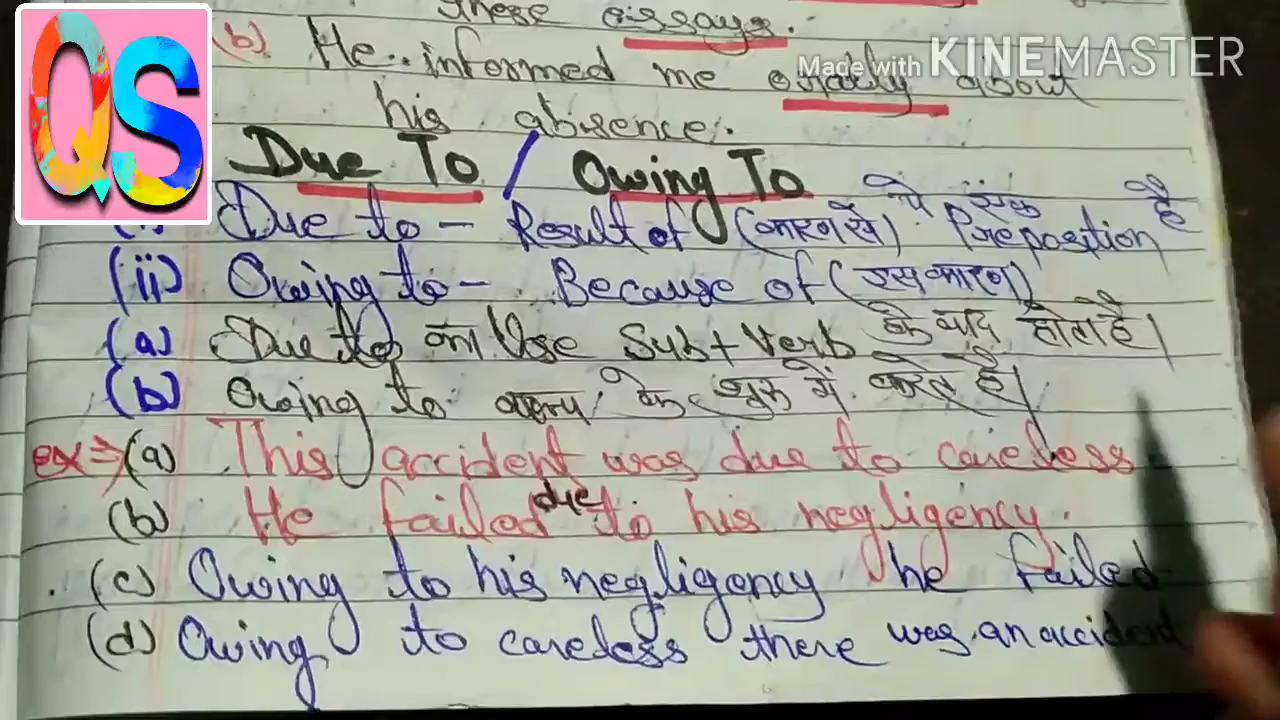 these essays.
(b) He informed me orally about
his absence.
Due To / Owing To
(i) Due to - Result of (कारण से) ये एक Preposition है
(ii) Owing to - Because of (उस कारण)
(a) Due to का Use Sub + Verb के बाद होता है।
(b) Owing to वाक्य के शुरू में करते हैं।
ex => (a) This accident was due to careless
(b) He failed due to his negligency.
(c) Owing to his negligency he failed
(d) Owing to careless there was an accident
QS
Made with KINEMASTER